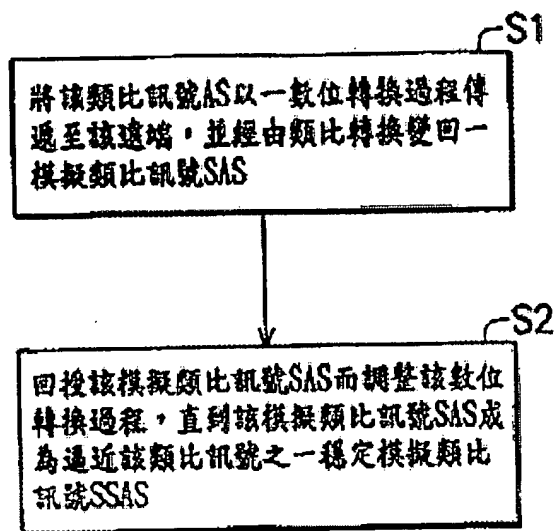 S1
將該類比訊號AS以一數位轉換過程傳
遞至該遠端，並經由類比轉換變回一
模擬類比訊號SAS
S2
回授該模擬類比訊號SAS而調整該數位
轉換過程，直到該模擬類比訊號SAS成
為逼近該類比訊號之一穩定模擬類比
訊號SSAS